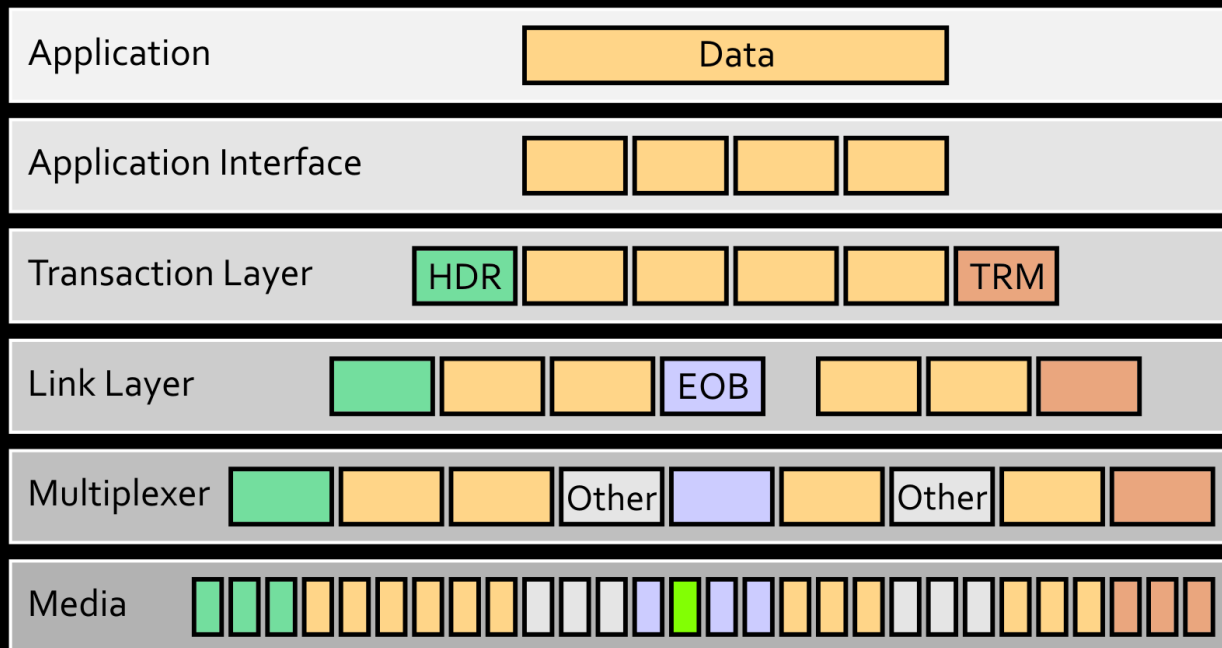 Application
Data
Application Interface
Transaction Layer
HDR
TRM
Link Layer
EOB
Multiplexer
Other
Other
Media